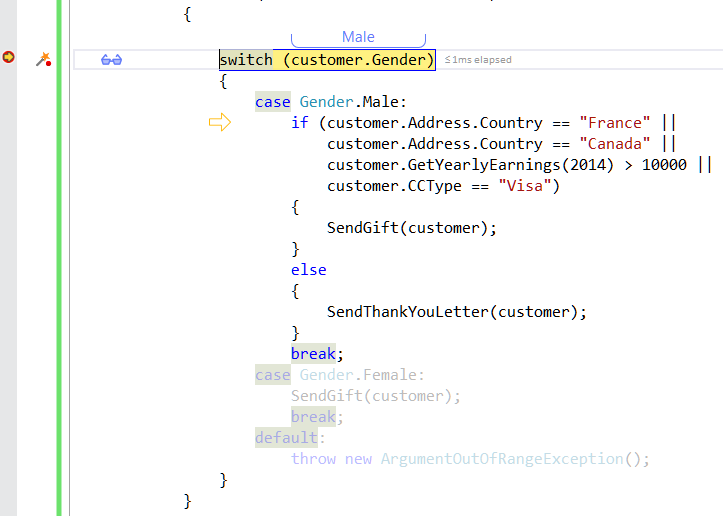 {
Male
switch (customer.Gender) ≤1ms elapsed
{
case Gender.Male:
if (customer.Address.Country == "France" ||
customer.Address.Country == "Canada" ||
customer.GetYearlyEarnings(2014) > 10000 ||
customer.CCType == "Visa")
{
SendGift(customer);
}
else
{
SendThankYouLetter(customer);
}
break;
case Gender.Female:
SendGift(customer);
break;
default:
throw new ArgumentOutOfRangeException();
}
}